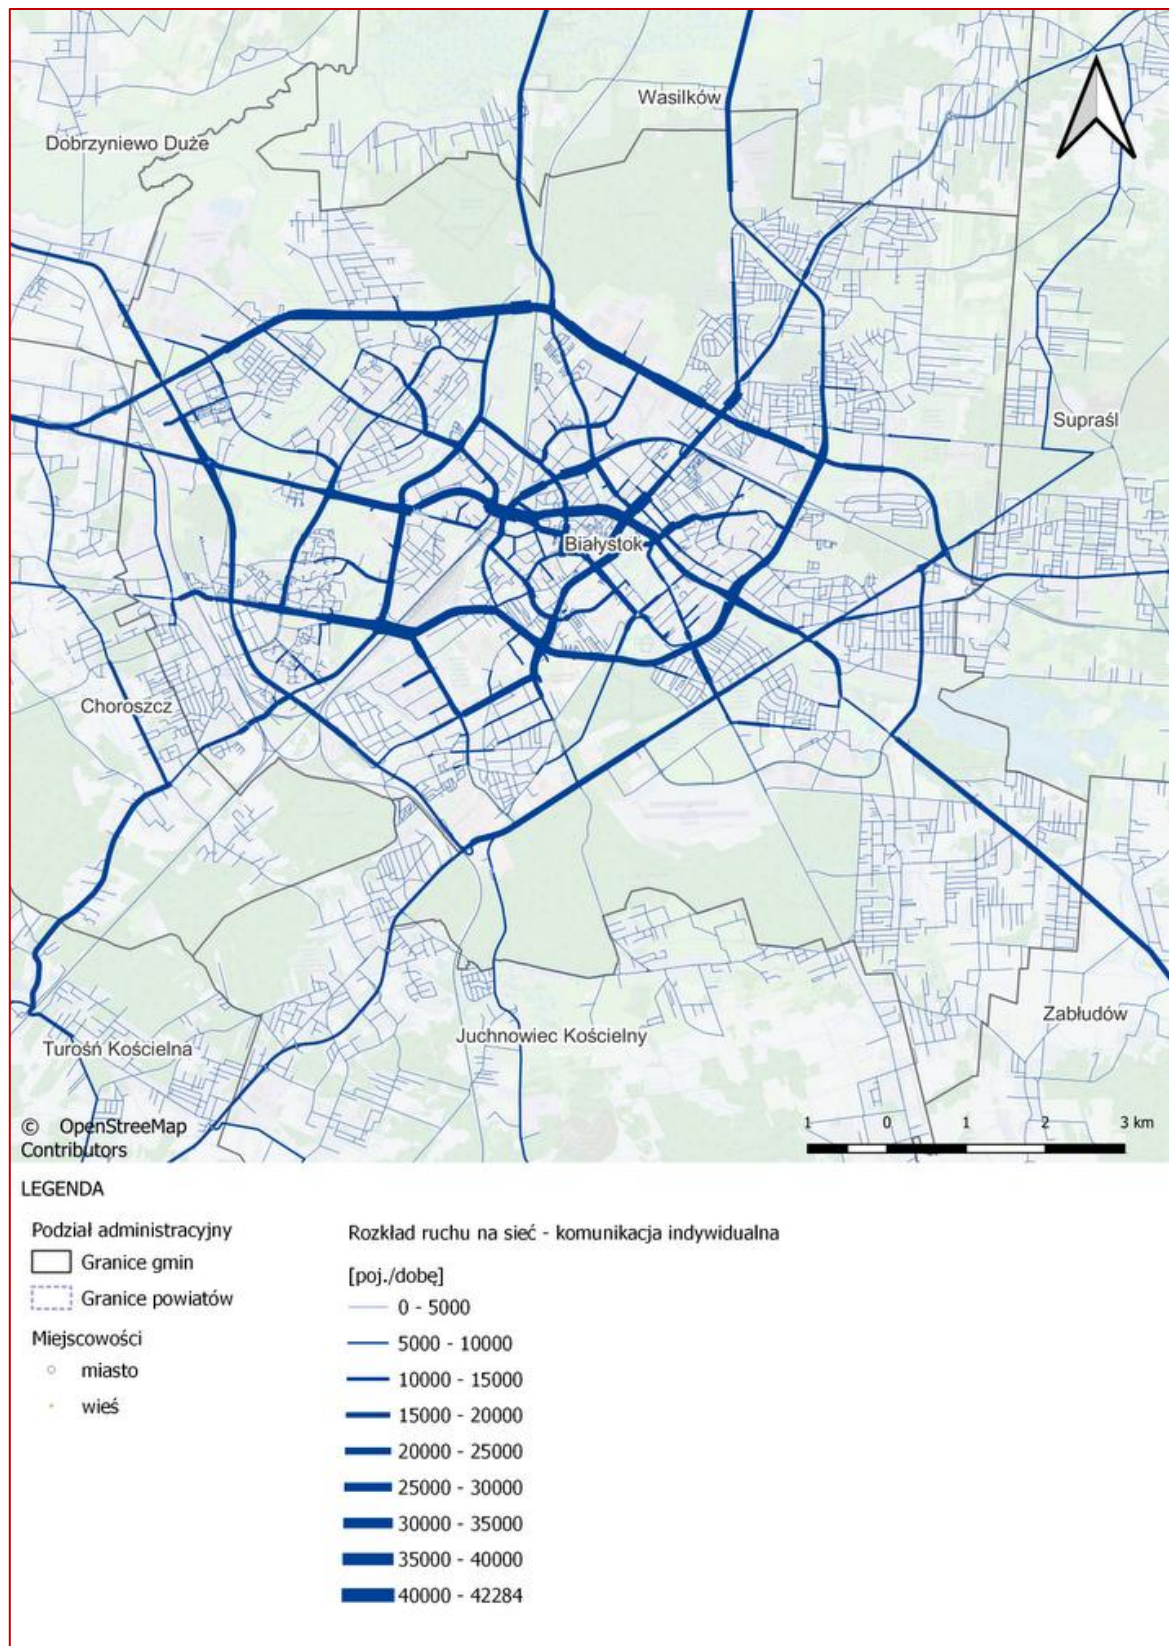 Wasilków
Dobrzyniewo Duże
Supraśl
Białystok
Choroszcz
Zabłudów
Juchnowiec Kościelny
Turośń Kościelna
© OpenStreeMap
Contributors
1 0 1 2 3 km
LEGENDA
Podział administracyjny
Granice gmin
Granice powiatów
Miejscowości
miasto
wieś
Rozkład ruchu na sieć - komunikacja indywidualna
[poj./dobę]
0 - 5000
5000 - 10000
10000 - 15000
15000 - 20000
20000 - 25000
25000 - 30000
30000 - 35000
35000 - 40000
40000 - 42284